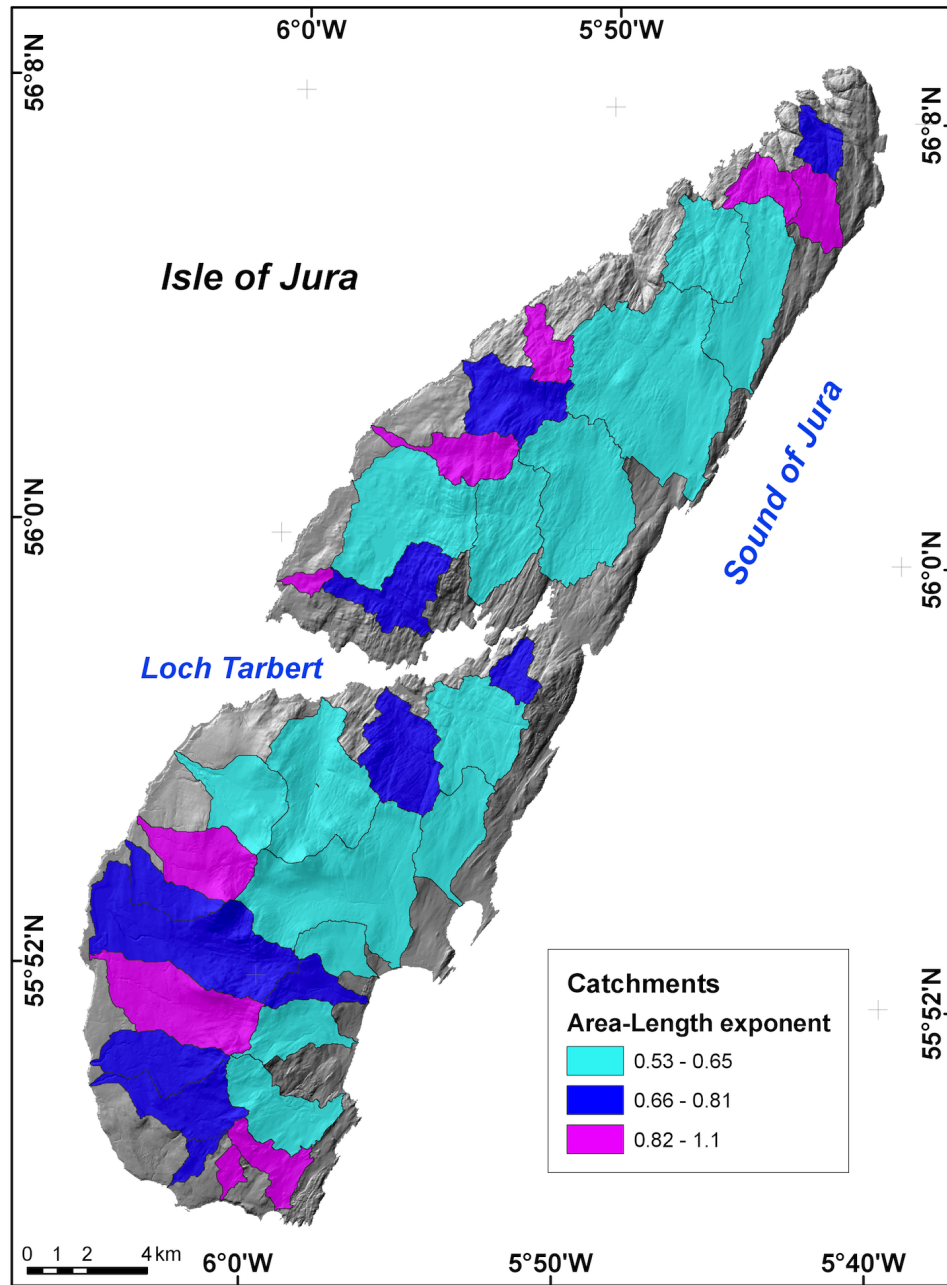 6°0'W
5°50'W
56°8'N
56°8'N
Isle of Jura
Sound of Jura
56°0'N
56°0'N
Loch Tarbert
55°52'N
55°52'N
Catchments
Area-Length exponent
0.53 - 0.65
0.66 - 0.81
0.82 - 1.1
0 1 2 4 km
6°0'W
5°50'W
5°40'W